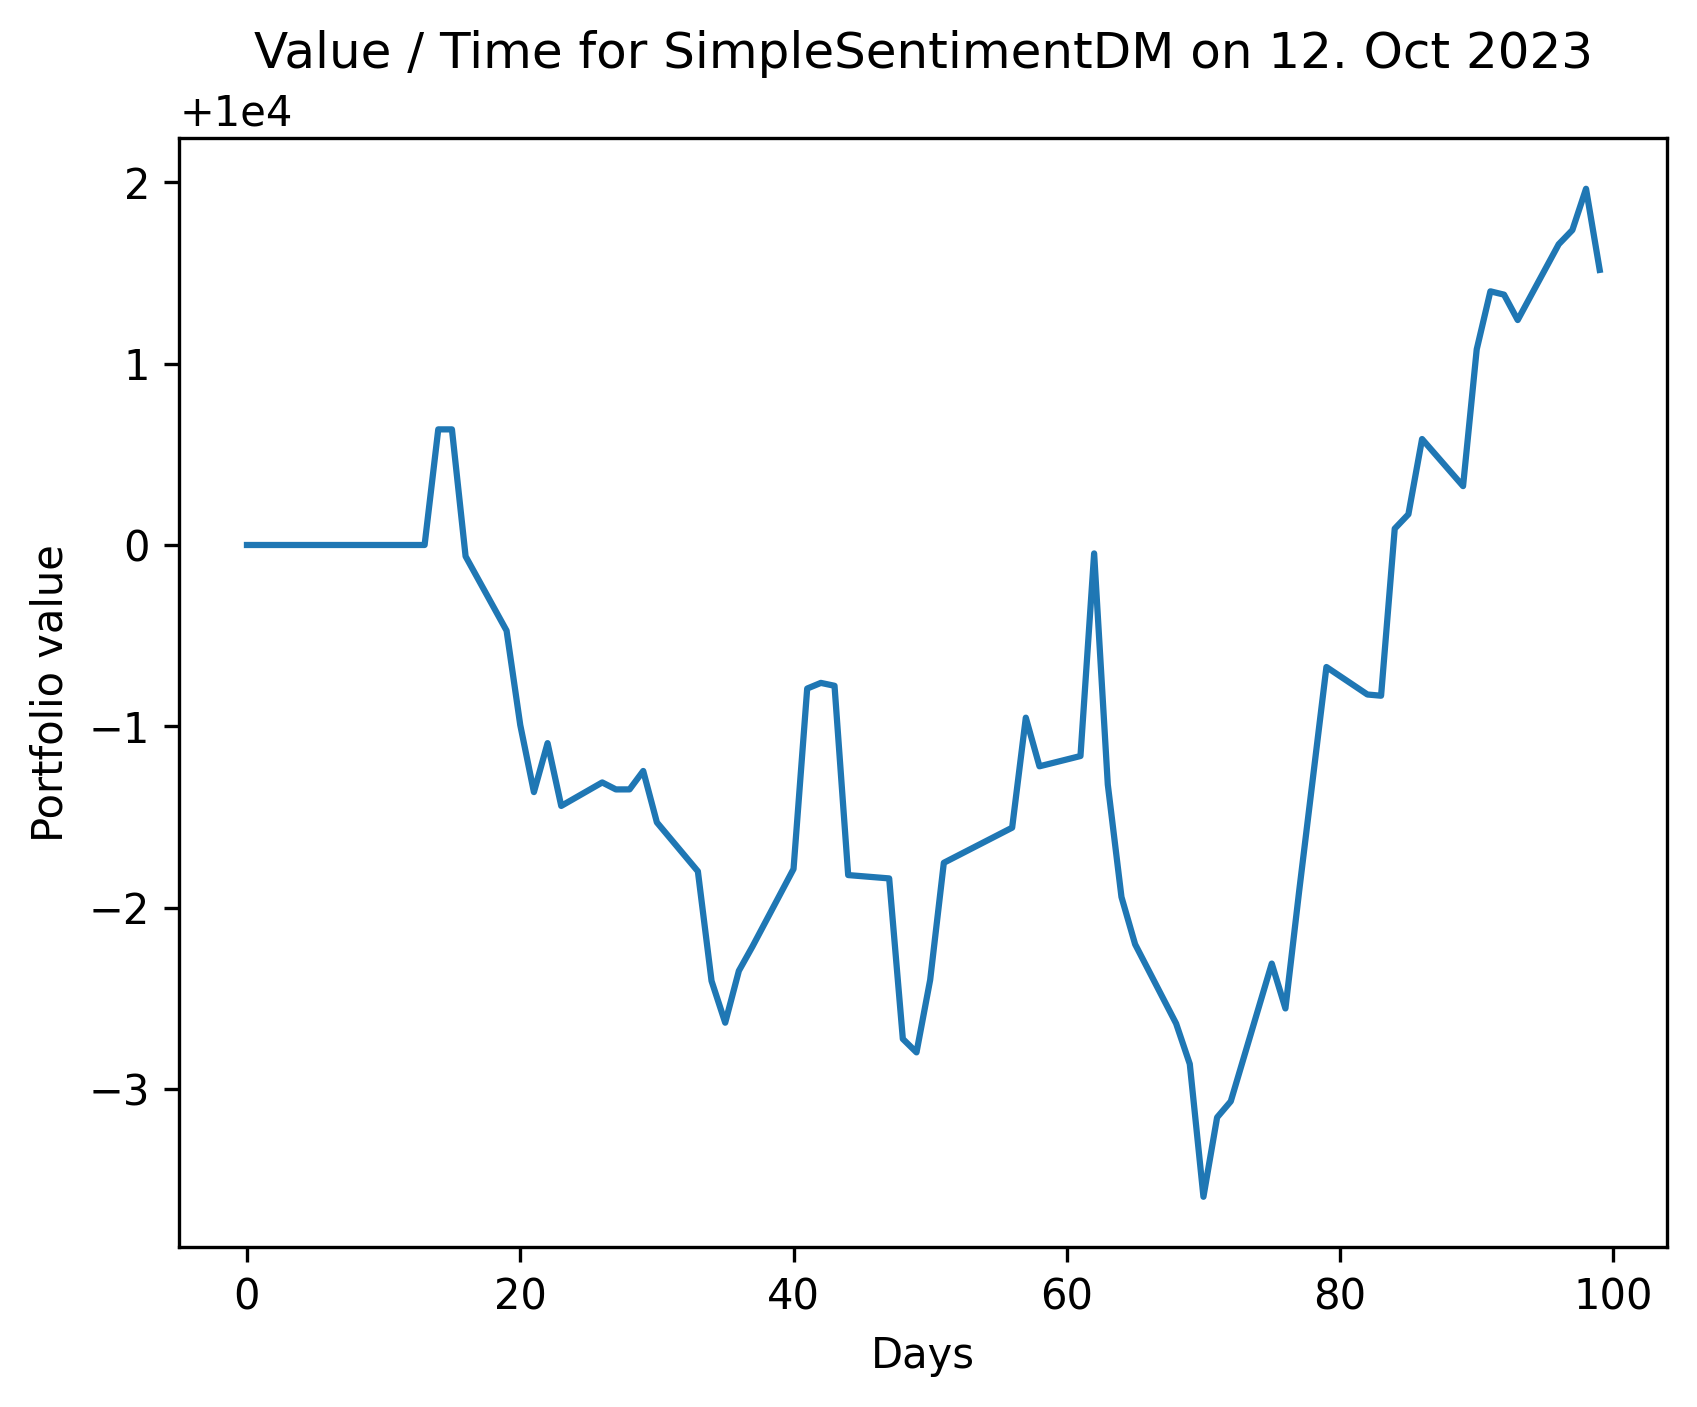 Value / Time for SimpleSentimentDM on 12. Oct 2023
+1e4
2
1
0
−1
−2
−3
Portfolio value
0 20 40 60 80 100
Days